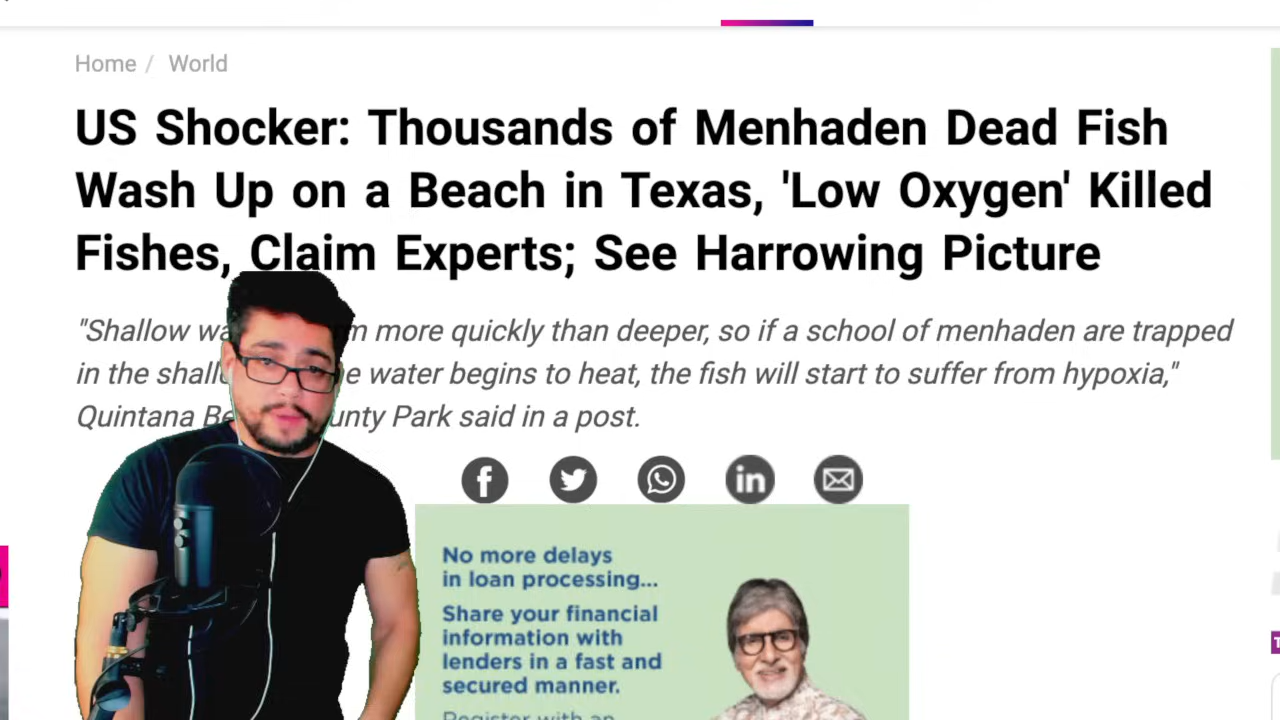 Home / World
US Shocker: Thousands of Menhaden Dead Fish
Wash Up on a Beach in Texas, 'Low Oxygen' Killed
Fishes, Claim Experts; See Harrowing Picture
"Shallow more quickly than deeper, so if a school of menhaden are trapped
in the water begins to heat, the fish will start to suffer from hypoxia,"
Quintana Park said in a post.
No more delays
in loan processing...
Share your financial
information with
lenders in a fast and
secured manner.
Register with an